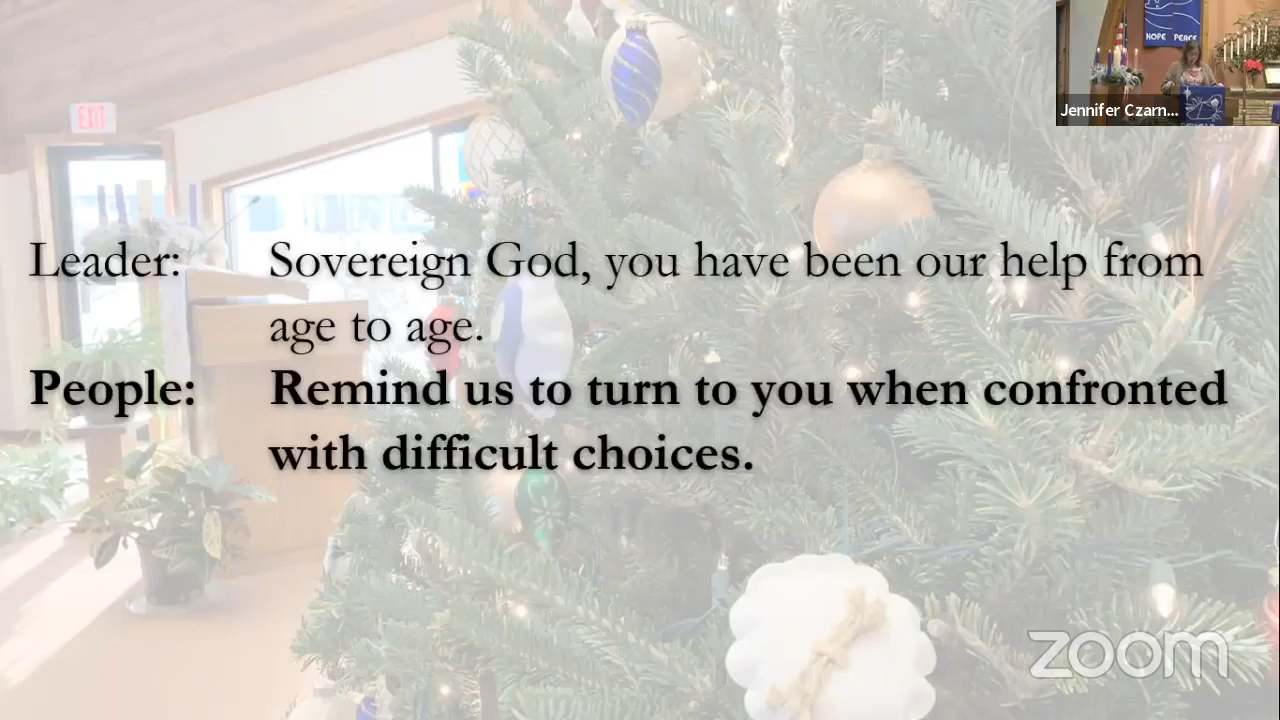 HOPE PEACE
Jennifer Czarn...
EXIT
Leader: Sovereign God, you have been our help from
age to age.
People: Remind us to turn to you when confronted
with difficult choices.
zoom